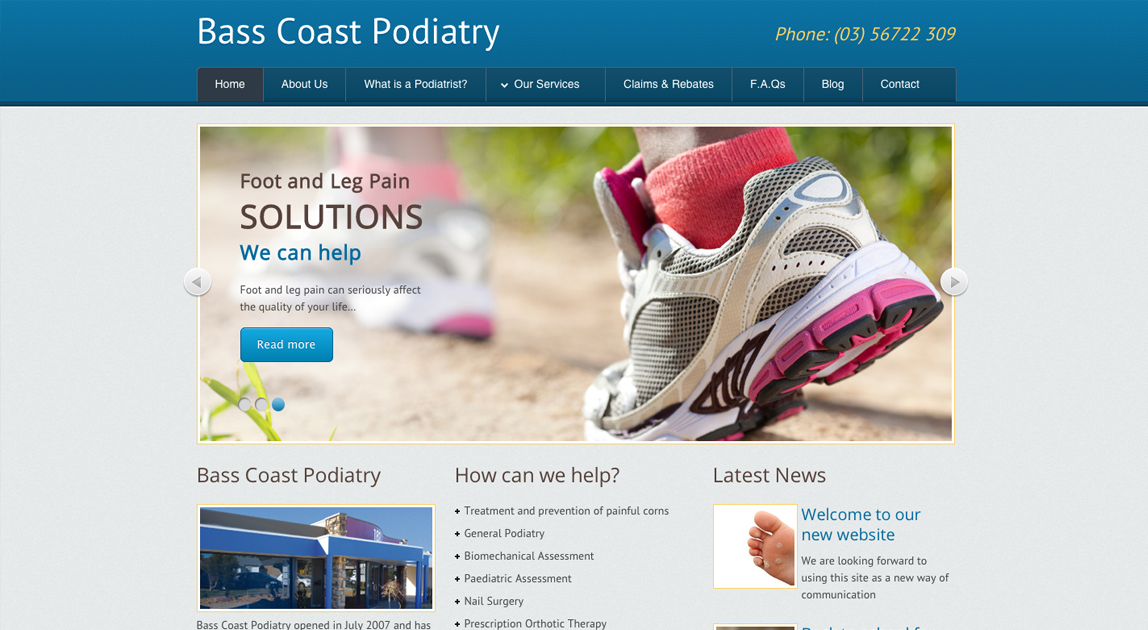 Bass Coast Podiatry
Phone: (03) 56722 309
Home
About Us
What is a Podiatrist?
Our Services
Claims & Rebates
F.A.Qs
Blog
Contact
Foot and Leg Pain
SOLUTIONS
We can help
Foot and leg pain can seriously affect
the quality of your life...
Read more
Bass Coast Podiatry
Bass Coast Podiatry opened in July 2007 and has
How can we help?
Treatment and prevention of painful corns
General Podiatry
Biomechanical Assessment
Paediatric Assessment
Nail Surgery
Prescription Orthotic Therapy
Latest News
Welcome to our
new website
We are looking forward to
using this site as a new way of
communication